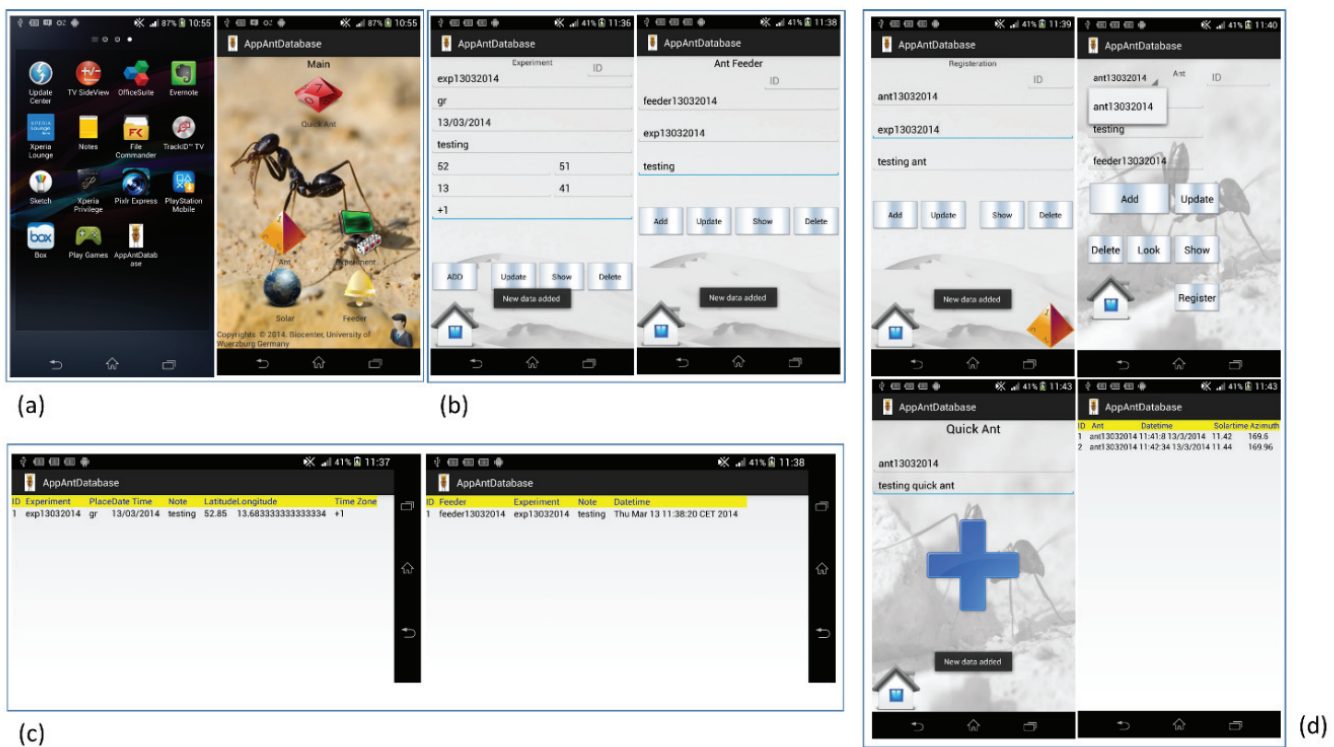 87% 10:55
Update Center
TV SideView
OfficeSuite
Evernote
XPERIA Lounge
Xperia Lounge
Notes
File Commander
TrackID™ TV
Sketch
Xperia Privilege
Pixlr Express
PlayStation Mobile
box
Box
Play Games
AppAntDatab
ase
87% 10:55
AppAntDatabase
Main
Quick Ant
Ant
Experiment
Solar
Feeder
Copyrights © 2014. Biocenter, University of
Wuerzburg Germany
(a)
41% 11:36
AppAntDatabase
Experiment
ID
exp13032014
gr
13/03/2014
testing
52 51
13 41
+1
ADD Update Show Delete
New data added
41% 11:38
AppAntDatabase
Ant Feeder
ID
feeder13032014
exp13032014
testing
Add Update Show Delete
New data added
(b)
41% 11:37
AppAntDatabase
ID Experiment PlaceDate Time Note LatitudeLongitude Time Zone
1 exp13032014 gr 13/03/2014 testing 52.85 13.683333333333334 +1
41% 11:38
AppAntDatabase
ID Feeder Experiment Note Datetime
1 feeder13032014 exp13032014 testing Thu Mar 13 11:38:20 CET 2014
(c)
41% 11:39
AppAntDatabase
Registeration
ID
ant13032014
exp13032014
testing ant
Add Update Show Delete
New data added
41% 11:40
AppAntDatabase
ant13032014 Ant ID
ant13032014
testing
feeder13032014
Add Update
Delete Look Show
Register
41% 11:43
AppAntDatabase
Quick Ant
ant13032014
testing quick ant
New data added
41% 11:43
AppAntDatabase
ID Ant Datetime Solartime Azimuth
1 ant13032014 11:41:8 13/3/2014 11.42 169.6
2 ant13032014 11:42:34 13/3/2014 11.44 169.96
(d)